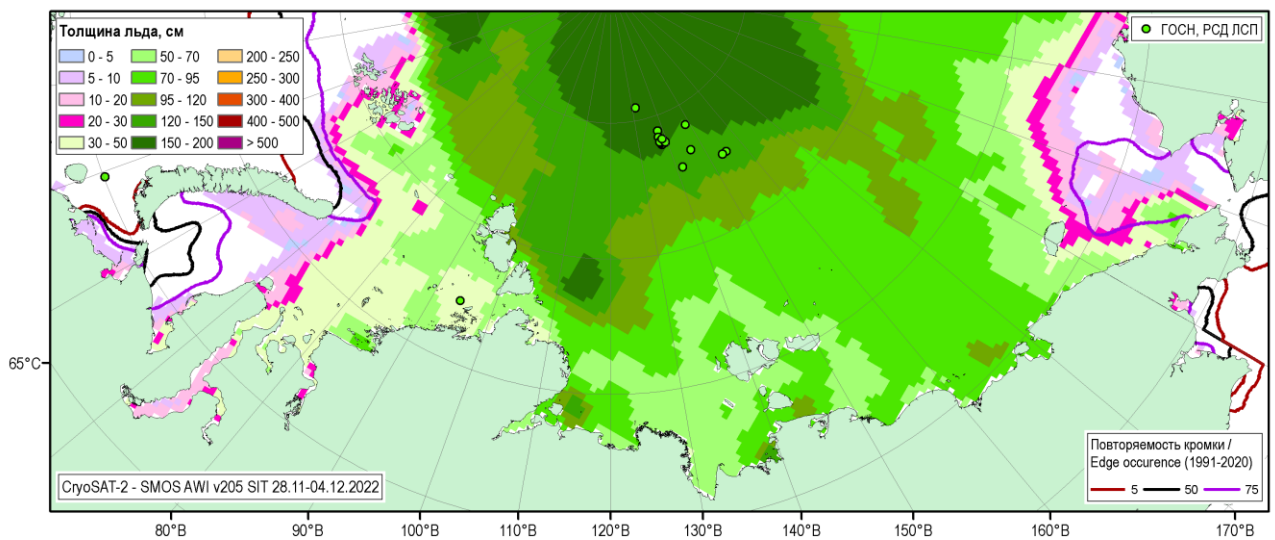 Толщина льда, см
0 - 5 50 - 70 200 - 250
5 - 10 70 - 95 250 - 300
10 - 20 95 - 120 300 - 400
20 - 30 120 - 150 400 - 500
30 - 50 150 - 200 > 500
ГОСН, РСД ЛСП
65°С
CryoSAT-2 - SMOS AWI v205 SIT 28.11-04.12.2022
Повторяемость кромки /
Edge occurence (1991-2020)
5 50 75
80°В 90°В 100°В 110°В 120°В 130°В 140°В 150°В 160°В 170°В